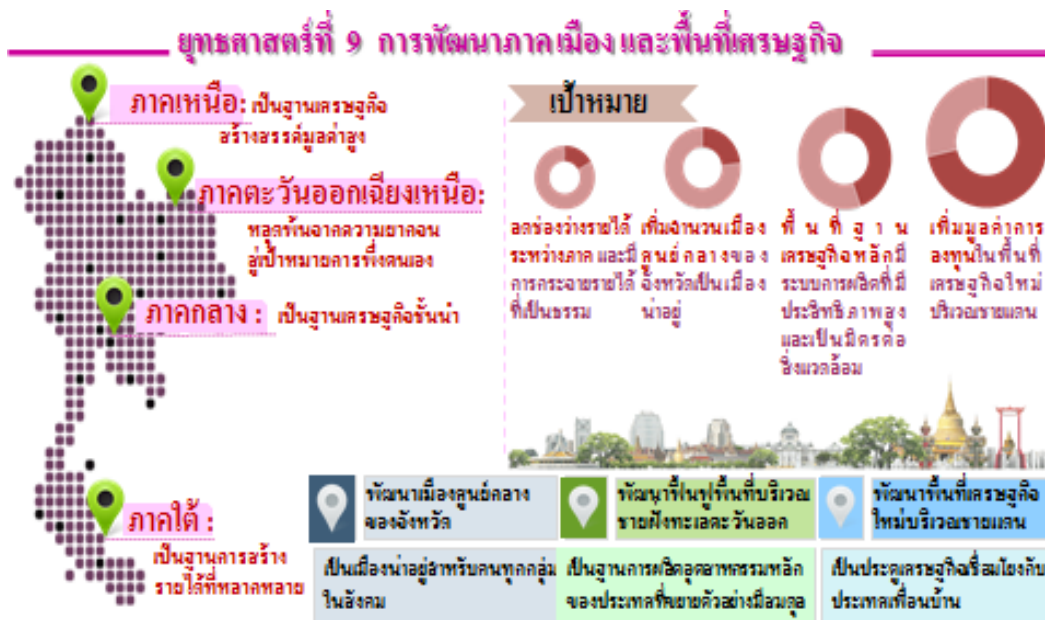 ยุทธศาสตร์ที่ 9 การพัฒนาภาค เมือง และพื้นที่เศรษฐกิจ
ภาคเหนือ: เป็นฐานเศรษฐกิจ
สร้างสรรค์มูลค่าสูง
ภาคตะวันออกเฉียงเหนือ:
หลุดพ้นจากความยากจน
สู่เป้าหมายการพึ่งตนเอง
ภาคกลาง : เป็นฐานเศรษฐกิจชั้นนำ
ภาคใต้ :
เป็นฐานการสร้าง
รายได้ที่หลากหลาย
เป้าหมาย
ลดช่องว่างรายได้
ระหว่างภาค และมี
การกระจายรายได้
ที่เป็นธรรม
เพิ่มจำนวนเมือง
ศูนย์กลางของ
จังหวัดเป็นเมือง
น่าอยู่
พื้นที่ฐาน
เศรษฐกิจหลักมี
ระบบการผลิตที่มี
ประสิทธิภาพสูง
และเป็นมิตรต่อ
สิ่งแวดล้อม
เพิ่มมูลค่าการ
ลงทุนในพื้นที่
เศรษฐกิจใหม่
บริเวณชายแดน
พัฒนาเมืองศูนย์กลาง
ของจังหวัด
เป็นเมืองน่าอยู่สำหรับคนทุกกลุ่ม
ในสังคม
พัฒนาฟื้นฟูพื้นที่บริเวณ
ชายฝั่งทะเลตะวันออก
เป็นฐานการผลิตอุตสาหกรรมหลัก
ของประเทศที่ขยายตัวอย่างมีสมดุล
พัฒนาพื้นที่เศรษฐกิจ
ใหม่บริเวณชายแดน
เป็นประตูเศรษฐกิจเชื่อมโยงกับ
ประเทศเพื่อนบ้าน